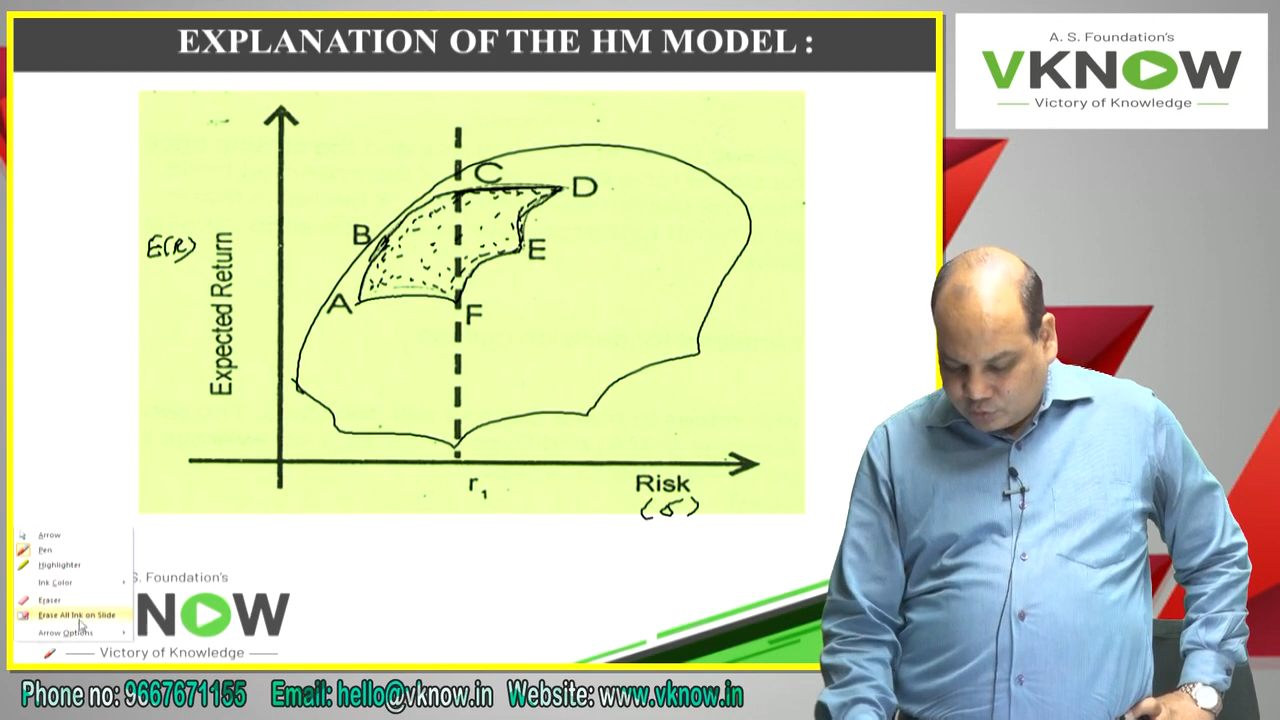 EXPLANATION OF THE HM MODEL :
A. S. Foundation's
VKNOW
Victory of Knowledge
C
D
B
E(R)
E
Expected Return
A
F
r1
Risk
(σ)
Arrow
Pen
Highlighter
Ink Color
Eraser
Erase All Ink on Slide
Arrow Options
S. Foundation's
NOW
Victory of Knowledge
Phone no: 9667671155 Email: hello@vknow.in Website: www.vknow.in